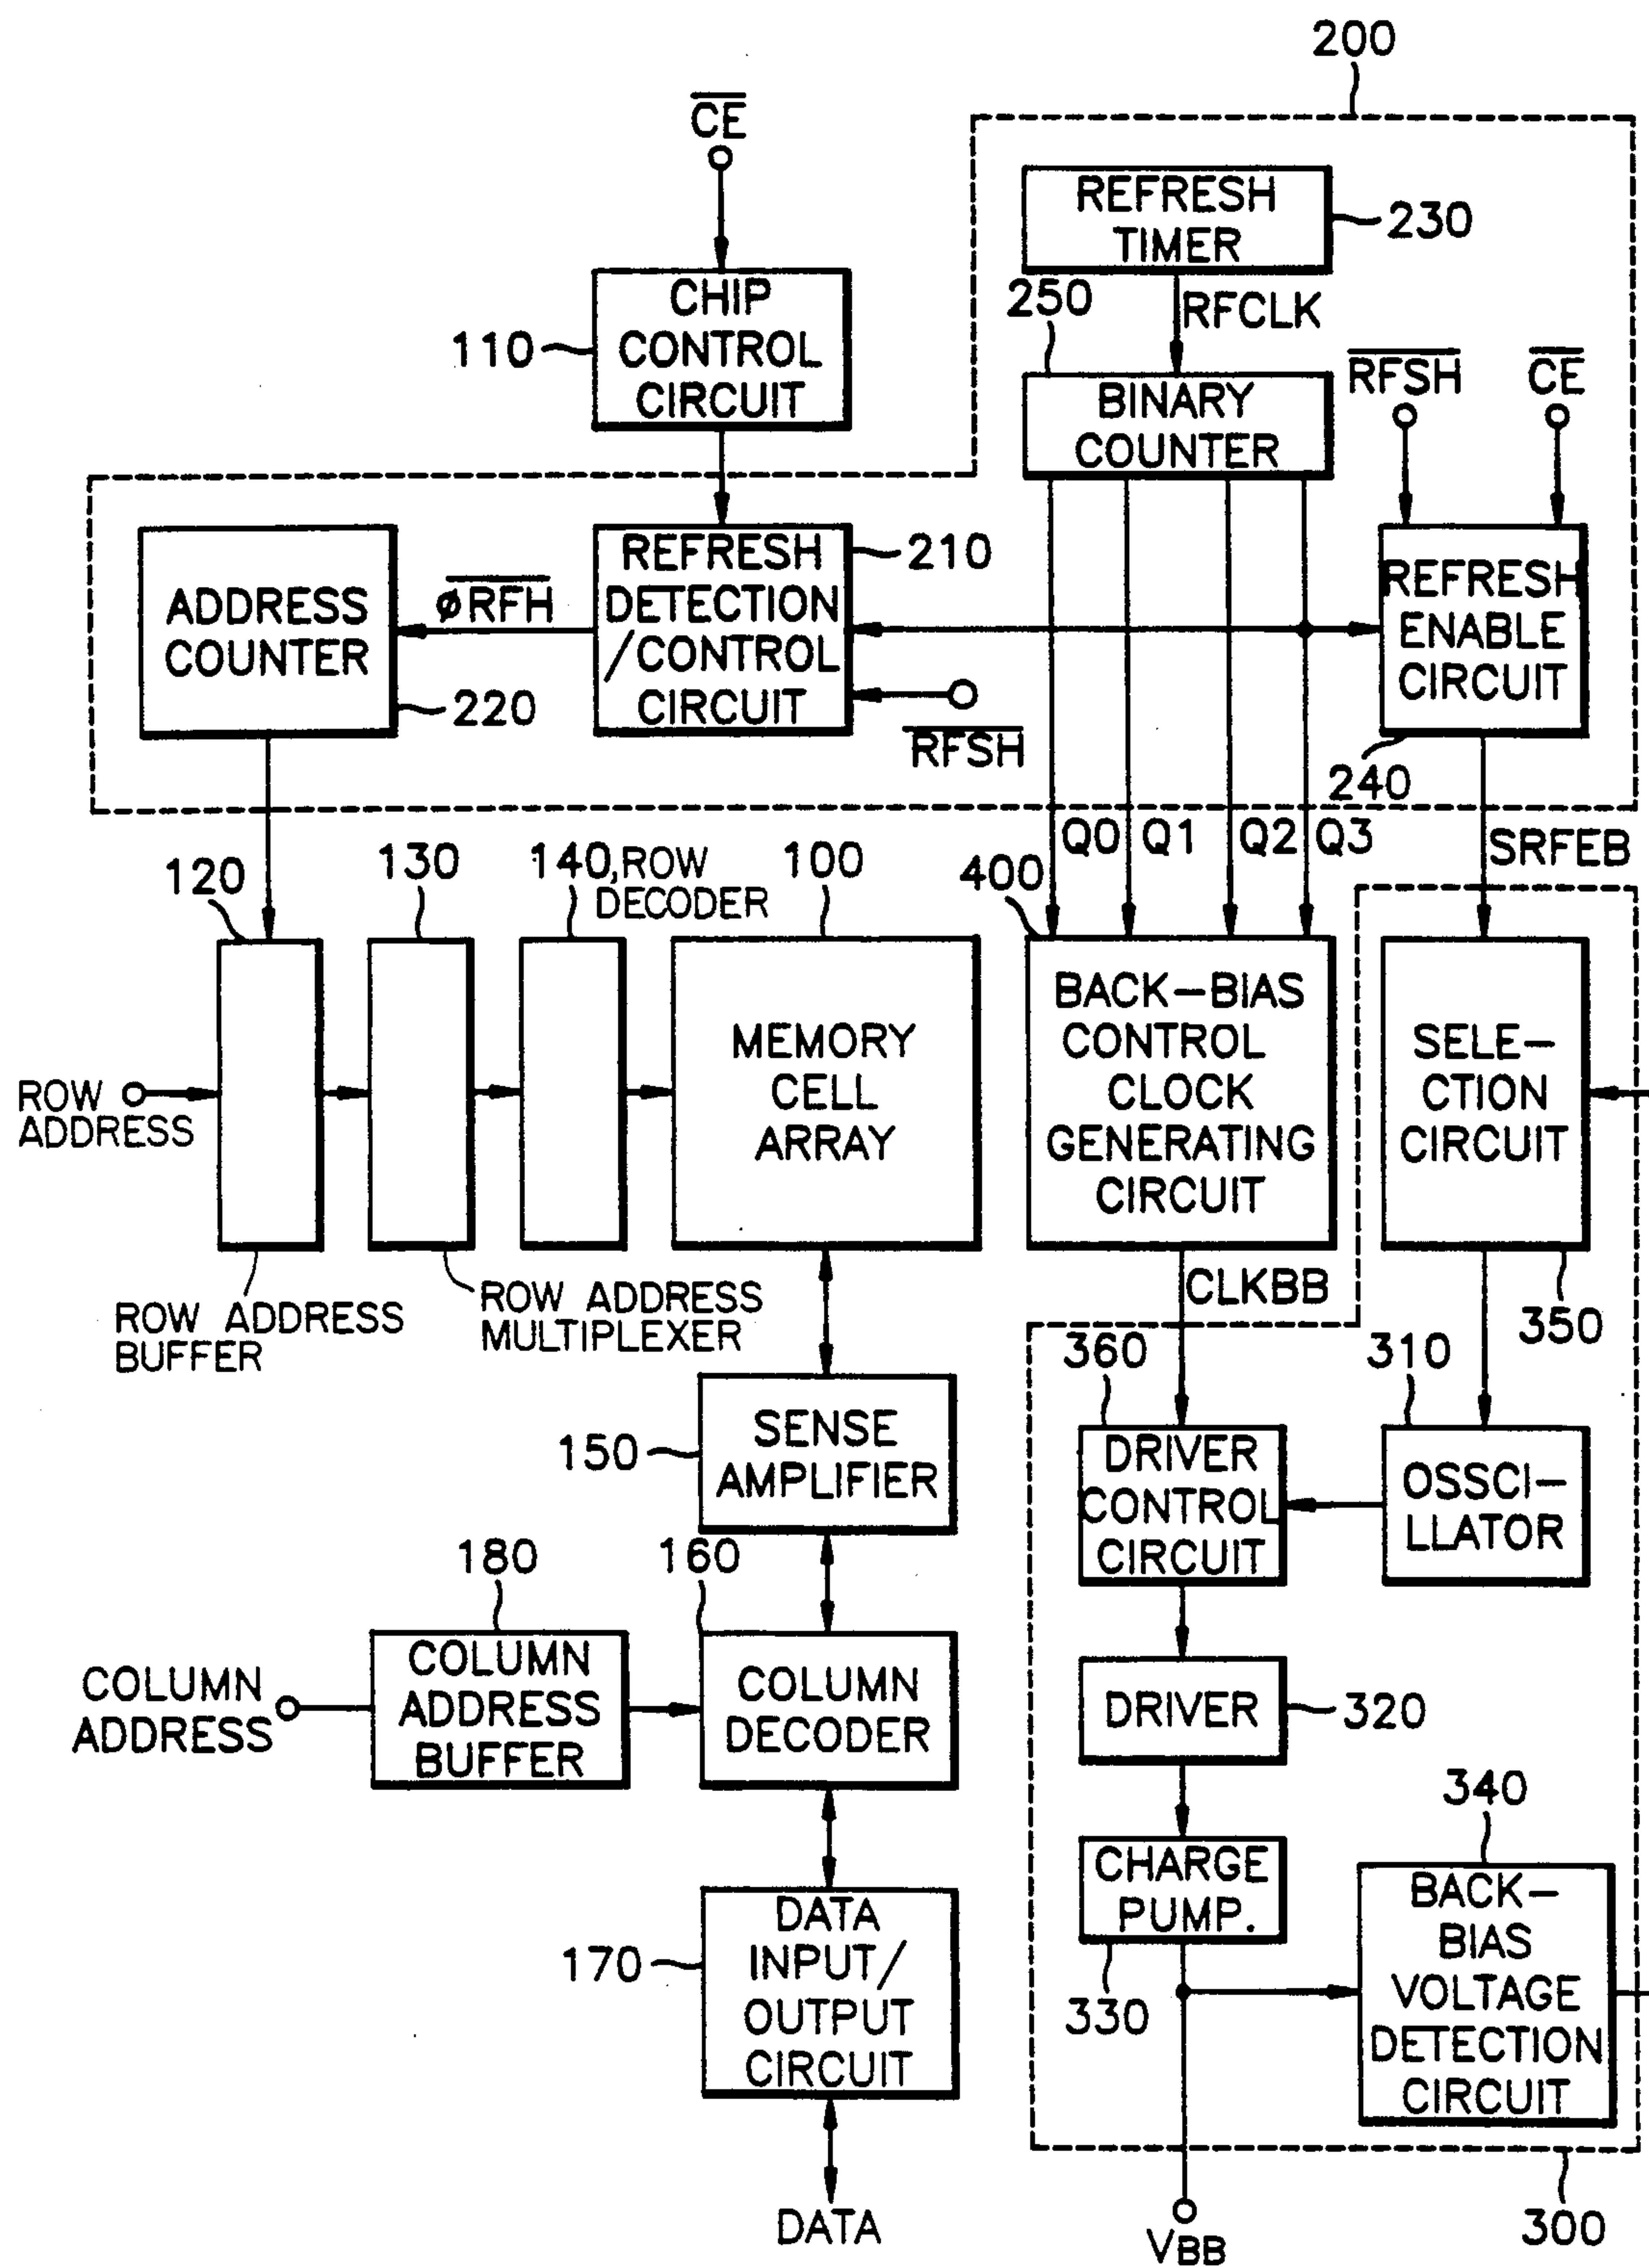 200
C̅E̅
REFRESH
TIMER
230
250
RFCLK
CHIP
CONTROL
CIRCUIT
110
R̅F̅S̅H̅
C̅E̅
BINARY
COUNTER
ADDRESS
COUNTER
220
ø̅R̅F̅H̅
REFRESH
DETECTION
/CONTROL
CIRCUIT
210
R̅F̅S̅H̅
REFRESH
ENABLE
CIRCUIT
240
Q0
Q1
Q2
Q3
SRFEB
120
130
140, ROW
DECODER
100
400
ROW
ADDRESS
MEMORY
CELL
ARRAY
BACK-BIAS
CONTROL
CLOCK
GENERATING
CIRCUIT
SELE-
CTION
CIRCUIT
ROW ADDRESS
BUFFER
ROW ADDRESS
MULTIPLEXER
CLKBB
350
360
310
150
SENSE
AMPLIFIER
DRIVER
CONTROL
CIRCUIT
OSSCI-
LLATOR
180
160
COLUMN
ADDRESS
COLUMN
ADDRESS
BUFFER
COLUMN
DECODER
DRIVER
320
340
CHARGE
PUMP.
330
BACK-
BIAS
VOLTAGE
DETECTION
CIRCUIT
170
DATA
INPUT/
OUTPUT
CIRCUIT
DATA
VBB
300